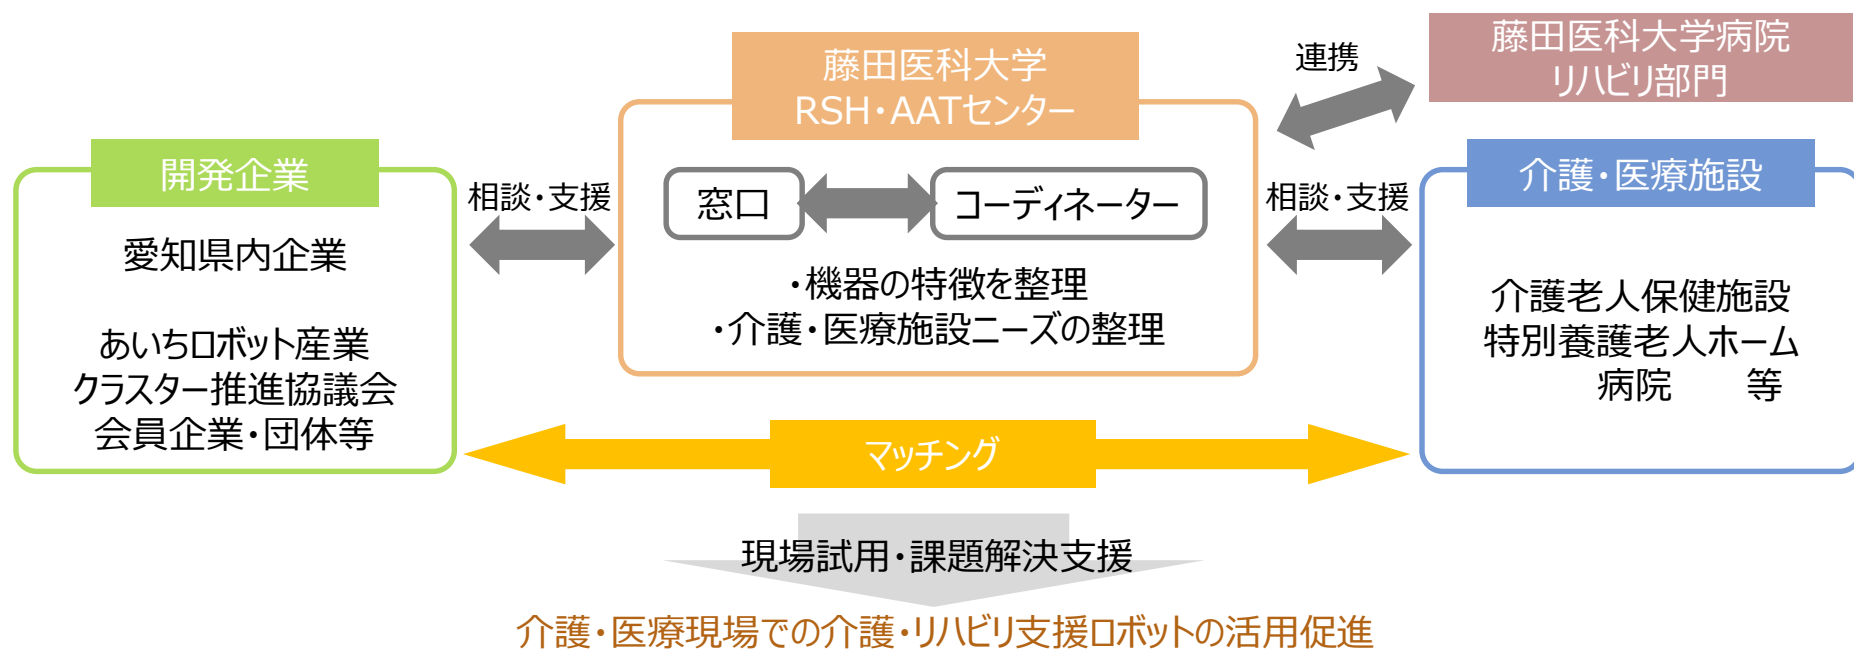 藤田医科大学
RSH・AATセンター
連携
藤田医科大学病院
リハビリ部門
開発企業
愛知県内企業
あいちロボット産業
クラスター推進協議会
会員企業・団体等
相談・支援
窓口
コーディネーター
・機器の特徴を整理
・介護・医療施設ニーズの整理
相談・支援
介護・医療施設
介護老人保健施設
特別養護老人ホーム
病院　　等
マッチング
現場試用・課題解決支援
介護・医療現場での介護・リハビリ支援ロボットの活用促進